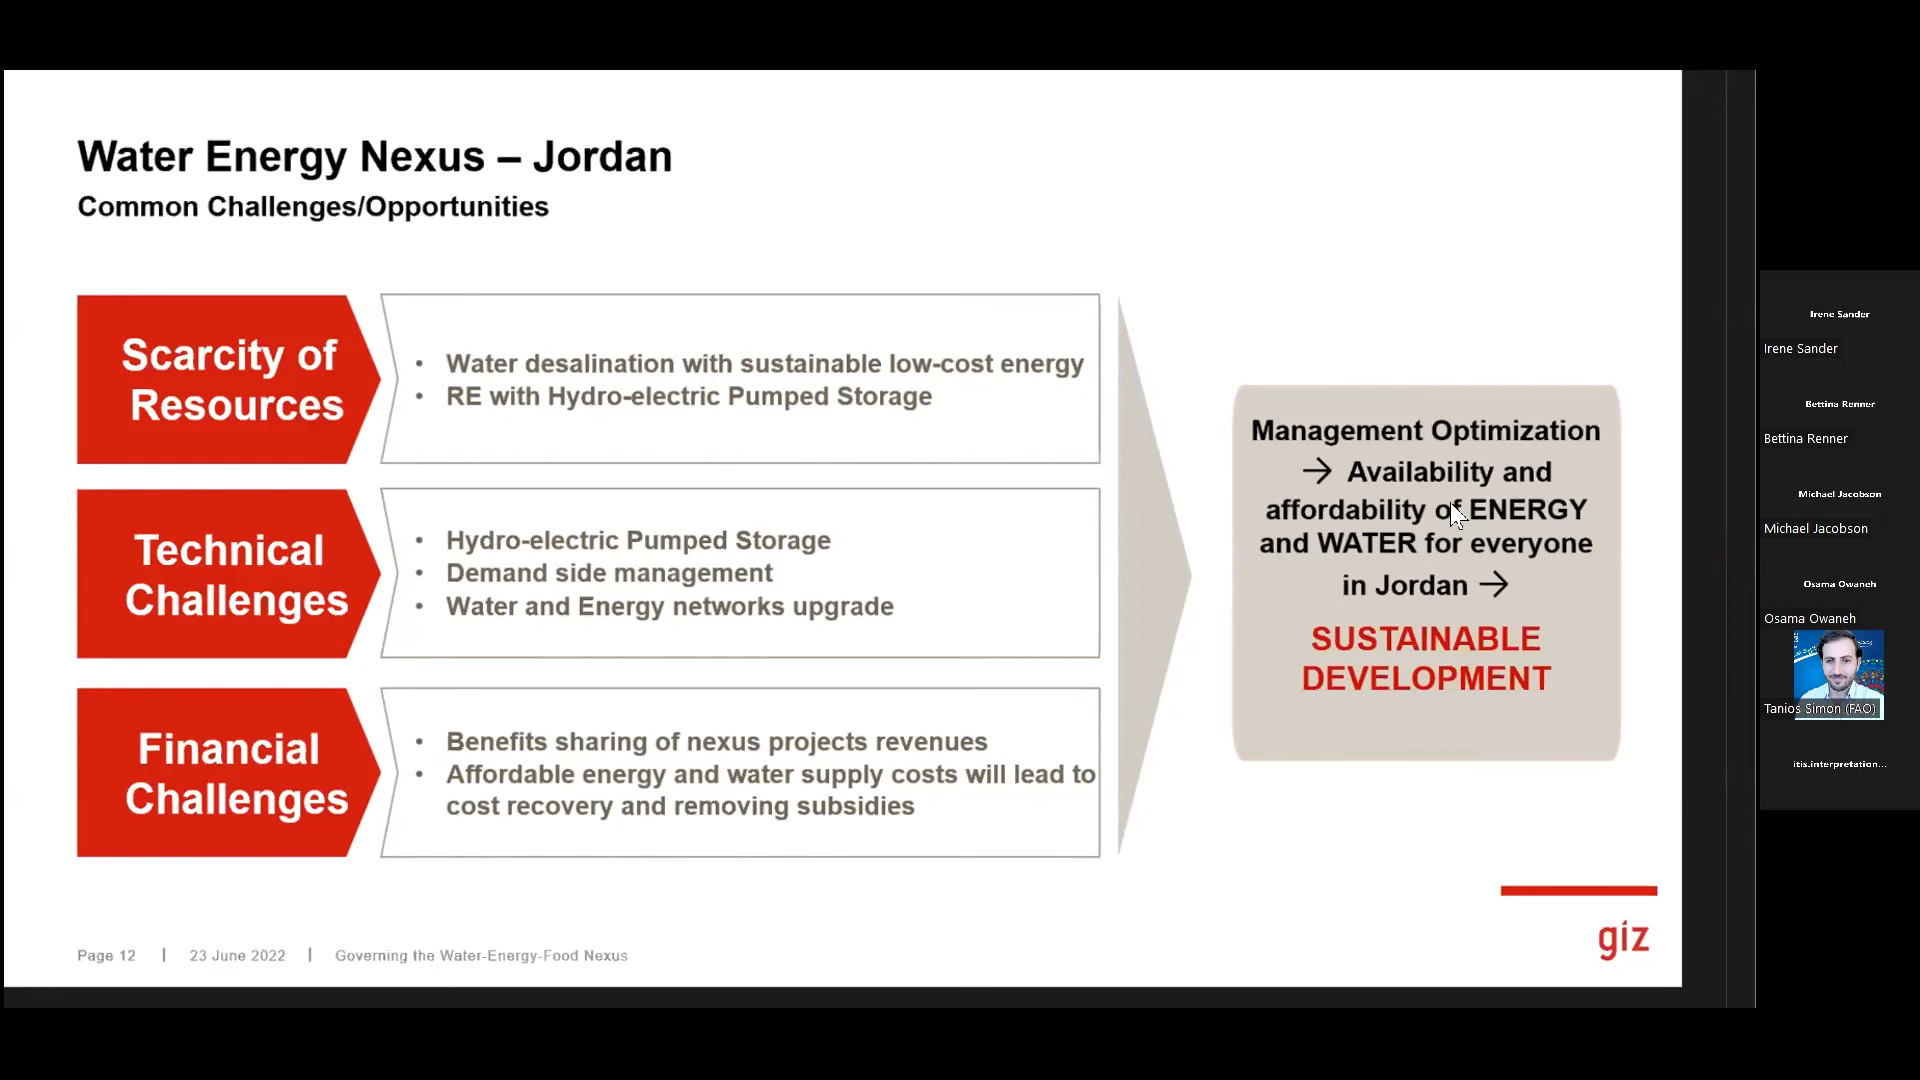 Water Energy Nexus – Jordan
Common Challenges/Opportunities
Scarcity of
Resources
• Water desalination with sustainable low-cost energy
• RE with Hydro-electric Pumped Storage
Technical
Challenges
• Hydro-electric Pumped Storage
• Demand side management
• Water and Energy networks upgrade
Financial
Challenges
• Benefits sharing of nexus projects revenues
• Affordable energy and water supply costs will lead to
cost recovery and removing subsidies
Management Optimization
→ Availability and
affordability of ENERGY
and WATER for everyone
in Jordan →
SUSTAINABLE
DEVELOPMENT
Page 12 | 23 June 2022 | Governing the Water-Energy-Food Nexus
giz
Irene Sander
Irene Sander
Bettina Renner
Bettina Renner
Michael Jacobson
Michael Jacobson
Osama Owaneh
Osama Owaneh
Tanios Simon (FAO)
itis.interpretation...